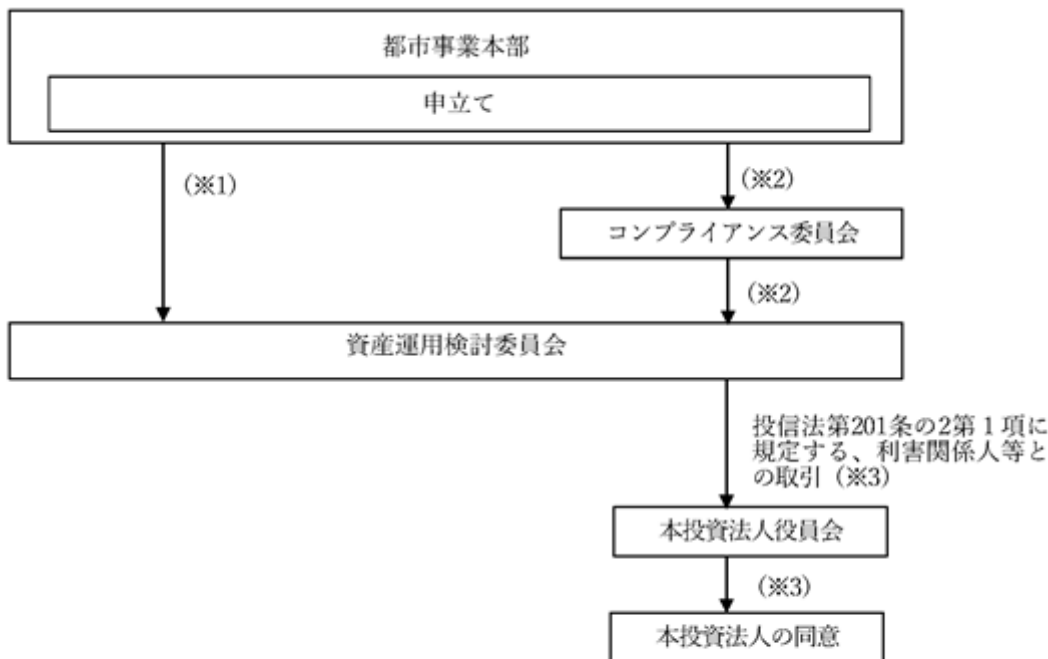 都市事業本部
申立て
(※1)
(※2)
コンプライアンス委員会
(※2)
資産運用検討委員会
投信法第201条の2第1項に
規定する、利害関係人等と
の取引(※3)
本投資法人役員会
(※3)
本投資法人の同意